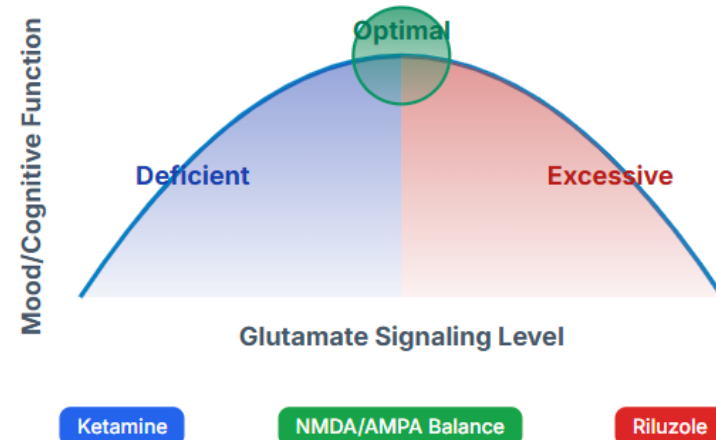 Mood/Cognitive Function
Optimal
Deficient
Excessive
Glutamate Signaling Level
Ketamine
NMDA/AMPA Balance
Riluzole